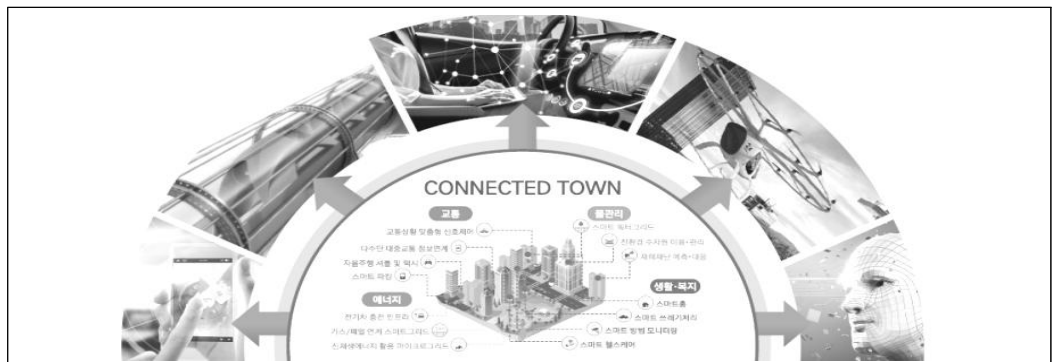 CONNECTED TOWN
교통
교통상황 맞춤형 신호제어
다수단 대중교통 정보연계
자율주행 셔틀 및 택시
스마트 파킹
물관리
스마트 워터그리드
친환경 수자원 이용·관리
재해재난 예측·대응
에너지
전기차 충전 인프라
가스/폐열 연계 스마트그리드
신재생에너지 활용 마이크로그리드
생활·복지
스마트홈
스마트 쓰레기처리
스마트 방범 모니터링
스마트 헬스케어